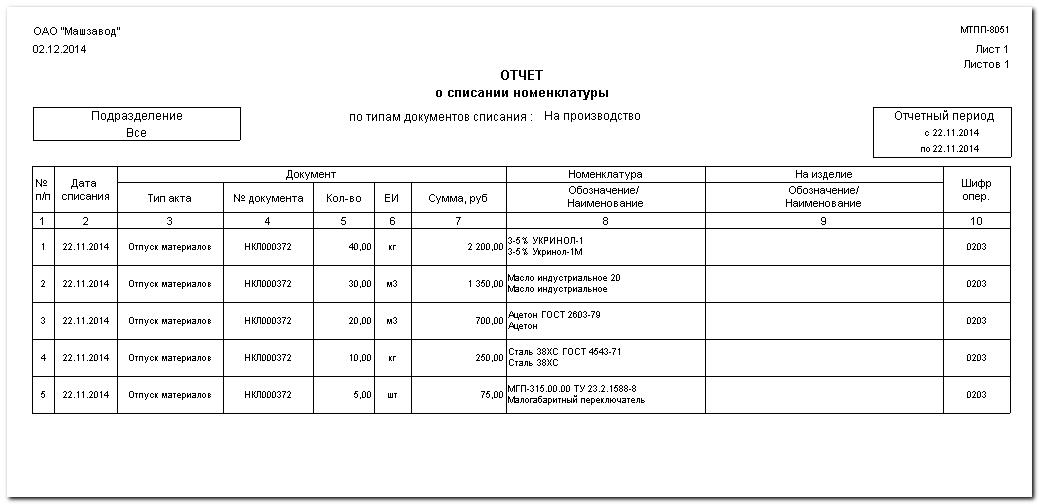 ОАО "Машзавод"
МТПП-8051
02.12.2014
Лист 1
Листов 1
ОТЧЕТ
о списании номенклатуры
Подразделение
Все
по типам документов списания : На производство
Отчетный период
с 22.11.2014
по 22.11.2014
№ п/п
Дата списания
Документ
Номенклатура
На изделие
Шифр опер.
Тип акта
№ документа
Кол-во
ЕИ
Сумма, руб
Обозначение/ Наименование
Обозначение/ Наименование
1 2 3 4 5 6 7 8 9 10
1 22.11.2014 Отпуск материалов НКЛ000372 40,00 кг 2 200,00 3-5% УКРИНОЛ-1 0203
3-5% Укринол-1М
2 22.11.2014 Отпуск материалов НКЛ000372 30,00 м3 1 350,00 Масло индустриальное 20 0203
Масло индустриальное
3 22.11.2014 Отпуск материалов НКЛ000372 20,00 м3 700,00 Ацетон ГОСТ 2603-79 0203
Ацетон
4 22.11.2014 Отпуск материалов НКЛ000372 10,00 кг 250,00 Сталь 38ХС ГОСТ 4543-71 0203
Сталь 38ХС
5 22.11.2014 Отпуск материалов НКЛ000372 5,00 шт 75,00 МГП-315.00.00 ТУ 23.2.1588-8 0203
Малогабаритный переключатель